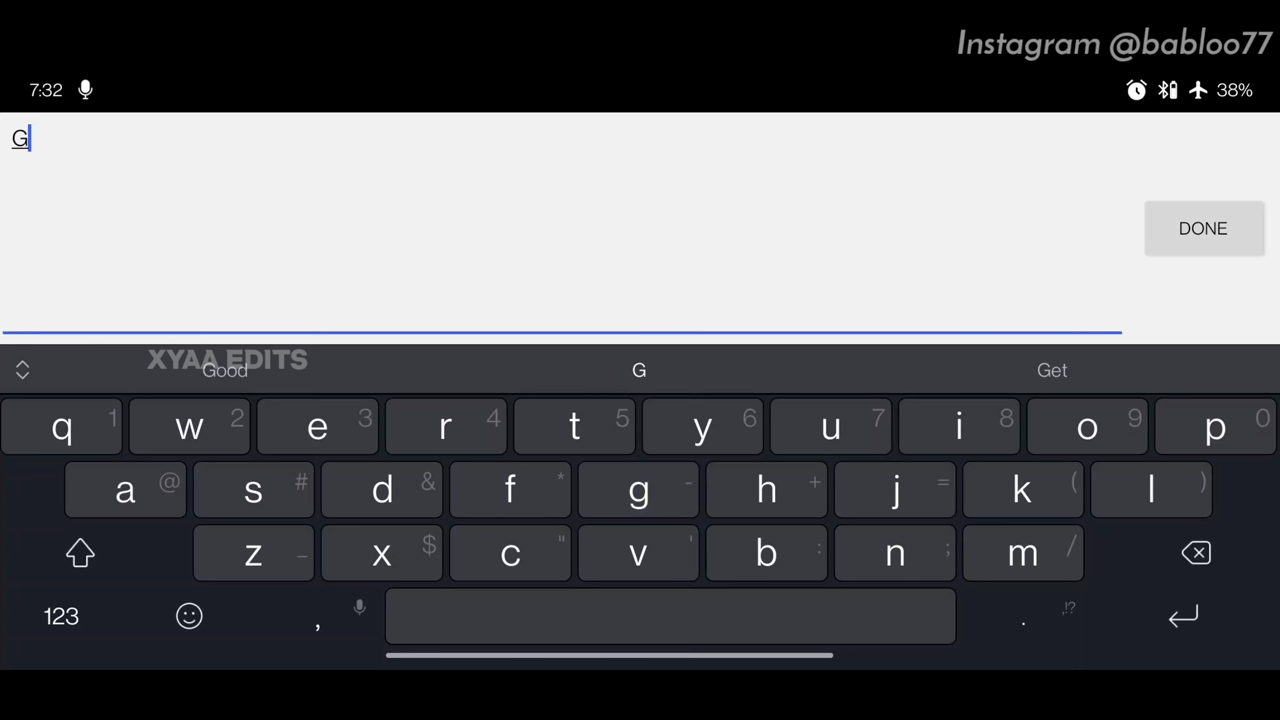 Instagram @babloo77
7:32 38%
G
DONE
XYAA EDITS
Good G Get
q 1 w 2 e 3 r 4 t 5 y 6 u 7 i 8 o 9 p 0
a @ s # d & f * g - h + j = k ( l )
z _ x $ c " v ' b : n ; m /
123 , . ,!?